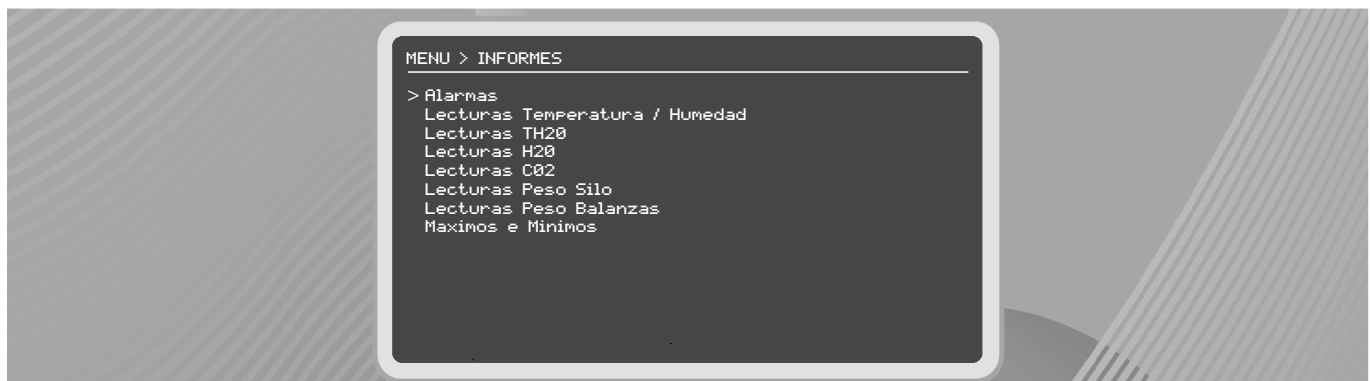 MENU > INFORMES
> Alarmas
Lecturas Temperatura / Humedad
Lecturas TH20
Lecturas H20
Lecturas C02
Lecturas Peso Silo
Lecturas Peso Balanzas
Maximos e Minimos